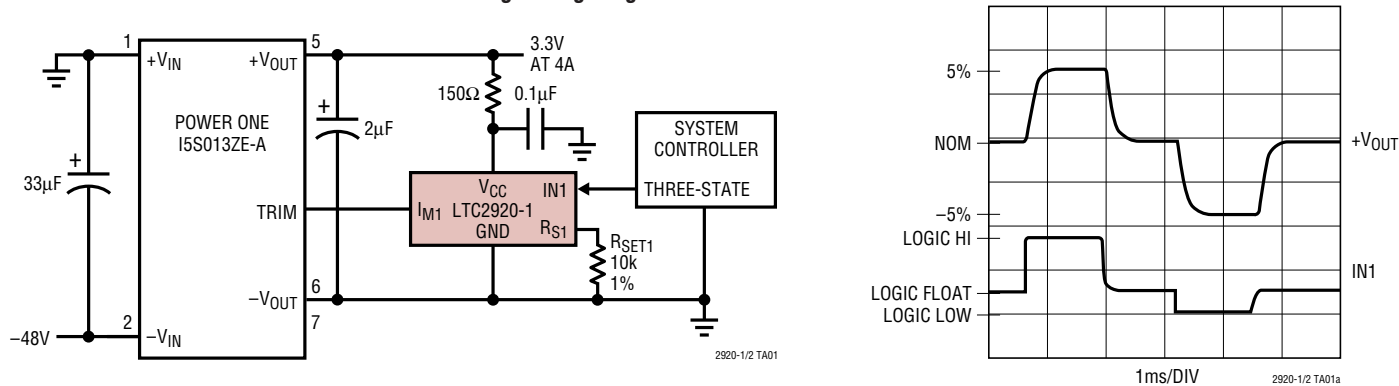 1
+VIN
5
+VOUT
3.3V
AT 4A
150Ω
0.1µF
POWER ONE
I5S013ZE-A
+
2µF
SYSTEM
CONTROLLER
THREE-STATE
+
33µF
TRIM
VCC
IN1
IM1
LTC2920-1
GND
RS1
RSET1
10k
1%
–VOUT
6
7
–48V
2
–VIN
2920-1/2 TA01
5%
NOM
+VOUT
–5%
LOGIC HI
IN1
LOGIC FLOAT
LOGIC LOW
1ms/DIV
2920-1/2 TA01a